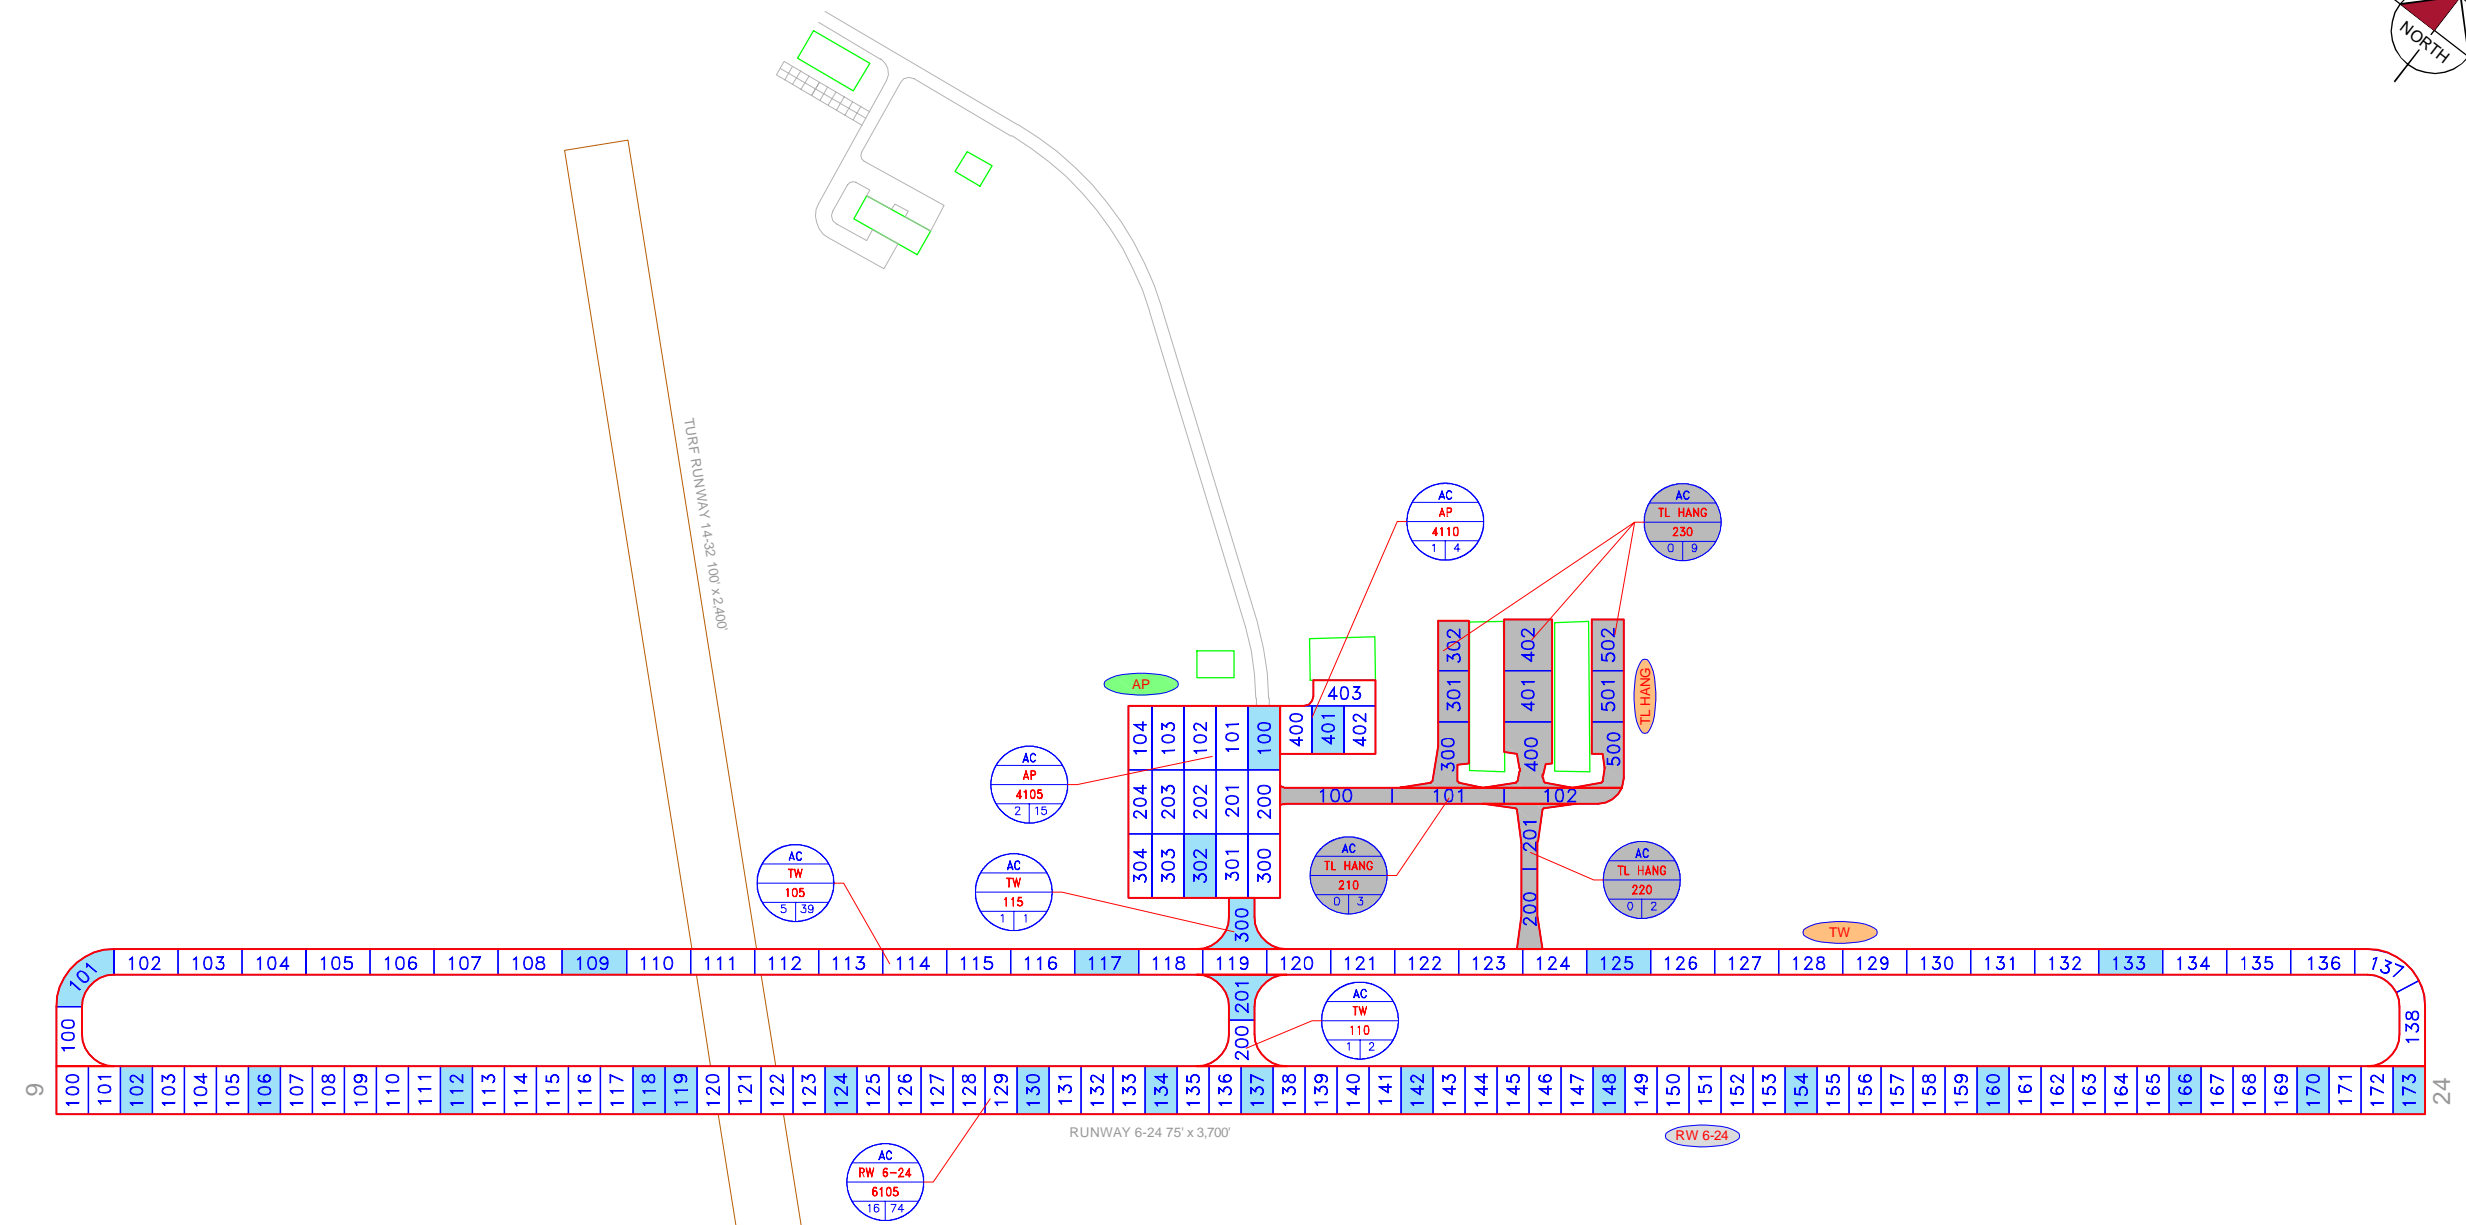 NORTH
TURF RUNWAY 14-32 100' x 2,400'
AC
AP
4110
1 4
AC
TL HANG
230
0 9
302 402 502
301 401 501
300 400 500
TL HANG
AP
403
400 401 402
104 103 102 101 100
204 203 202 201 200
304 303 302 301 300
100 101 102
201
200
AC
AP
4105
2 15
AC
TW
105
5 39
AC
TW
115
1 1
AC
TL HANG
210
0 3
AC
TL HANG
220
0 2
300
TW
101 102 103 104 105 106 107 108 109 110 111 112 113 114 115 116 117 118 119 120 121 122 123 124 125 126 127 128 129 130 131 132 133 134 135 136 137
100
201
200
AC
TW
110
1 2
138
6
100 101 102 103 104 105 106 107 108 109 110 111 112 113 114 115 116 117 118 119 120 121 122 123 124 125 126 127 128 129 130 131 132 133 134 135 136 137 138 139 140 141 142 143 144 145 146 147 148 149 150 151 152 153 154 155 156 157 158 159 160 161 162 163 164 165 166 167 168 169 170 171 172 173
24
RUNWAY 6-24 75' x 3,700'
RW 6-24
AC
RW 6-24
6105
16 74